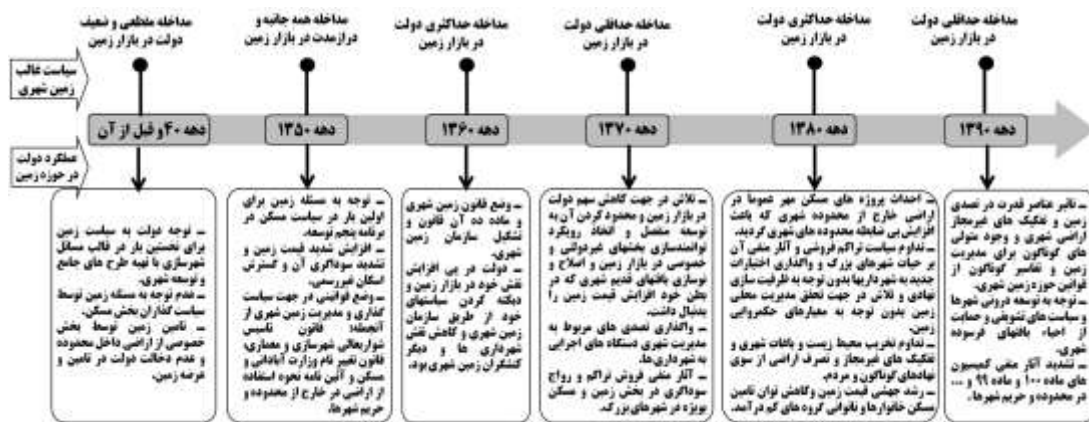 مداخله مقطعی و ضعیف
دولت در بازار زمین
مداخله همه جانبه و
درازمدت در بازار زمین
مداخله حداکثری دولت
در بازار زمین
مداخله حداقلی دولت
در بازار زمین
مداخله حداکثری دولت
در بازار زمین
مداخله حداقلی دولت
در بازار زمین
سیاست غالب
زمین شهری
دهه ۴۰ و قبل از آن
دهه ۱۳۵۰
دهه ۱۳۶۰
دهه ۱۳۷۰
دهه ۱۳۸۰
دهه ۱۳۹۰
عملکرد دولت
در حوزه زمین
ـ توجه دولت به سیاست زمین
برای نخستین بار در قالب مسائل
شهرسازی با تهیه طرح های جامع
و توسعه شهری.
ـ عدم توجه به مسئله زمین توسط
سیاست گذاران بخش مسکن.
ـ تامین زمین توسط بخش
خصوصی از اراضی داخل محدوده
و عدم دخالت دولت در تامین و
عرضه زمین.
ـ توجه به مسئله زمین برای
اولین بار در سیاست مسکن در
برنامه پنجم توسعه.
ـ افزایش شدید قیمت زمین و
تشدید سوداگری آن و گسترش
اسکان غیررسمی.
ـ وضع قوانینی در جهت سیاست
گذاری و مدیریت زمین شهری از
آنجمله: قانون تاسیس
شورایعالی شهرسازی و معماری،
قانون تغییر نام وزارت آبادانی و
مسکن و آئین نامه نحوه استفاده
از اراضی در خارج از محدوده و
حریم شهرها.
ـ وضع قانون زمین شهری
و ماده ده آن قانون و
تشکیل سازمان زمین
شهری.
ـ دولت در پی افزایش
نقش خود در بازار زمین و
دیکته کردن سیاستهای
خود از طریق سازمان
زمین شهری و کاهش نقش
شهرداری ها و دیگر
کنشگران زمین شهری بود.
ـ تلاش در جهت کاهش سهم دولت
در بازار زمین و محدود کردن آن به
توسعه منفصل و اتخاذ رویکرد
توانمندسازی بخشهای غیردولتی و
خصوصی در بازار زمین و اصلاح و
نوسازی بافتهای قدیم شهری که در
بطن خود افزایش قیمت زمین را
بدنبال داشت.
ـ واگذاری تصدی های مربوط به
مدیریت شهری دستگاه های اجرایی
به شهرداری‌ها.
ـ آثار منفی فروش تراکم و رواج
سوداگری در بخش زمین و مسکن
بویژه در شهرهای بزرگ.
ـ احداث پروژه های مسکن مهر عموماً در
اراضی خارج از محدوده شهری که باعث
افزایش بی ضابطه محدوده های شهری گردید.
ـ تداوم سیاست تراکم فروشی و آثار منفی آن
بر حیات شهرهای بزرگ و واگذاری اختیارات
جدید به شهرداریها بدون توجه به ظرفیت سازی
نهادی و تلاش در جهت تحقق مدیریت محلی
زمین بدون توجه به معیارهای حکمروایی
زمین.
ـ تداوم تخریب محیط زیست و باغات شهری و
تفکیک های غیرمجاز و تصرف اراضی از سوی
نهادهای گوناگون و مردم.
ـ رشد جهشی قیمت زمین وکاهش توان تامین
مسکن خانوارها و ناتوانی گروه های کم درآمد.
ـ تاثیر عناصر قدرت در تصدی
زمین و تفکیک های غیرمجاز
اراضی شهری و وجود متولی
های گوناگون برای مدیریت
زمین و تفاسیر گوناگون از
قوانین حوزه زمین شهری.
ـ توجه به توسعه درونی شهرها
و سیاست های تشویقی و حمایت
از احیاء بافتهای فرسوده
شهری.
ـ تشدید آثار منفی کمیسیون
های ماده ۱۰۰ و ماده ۹۹ و ...
در محدوده و حریم شهرها.